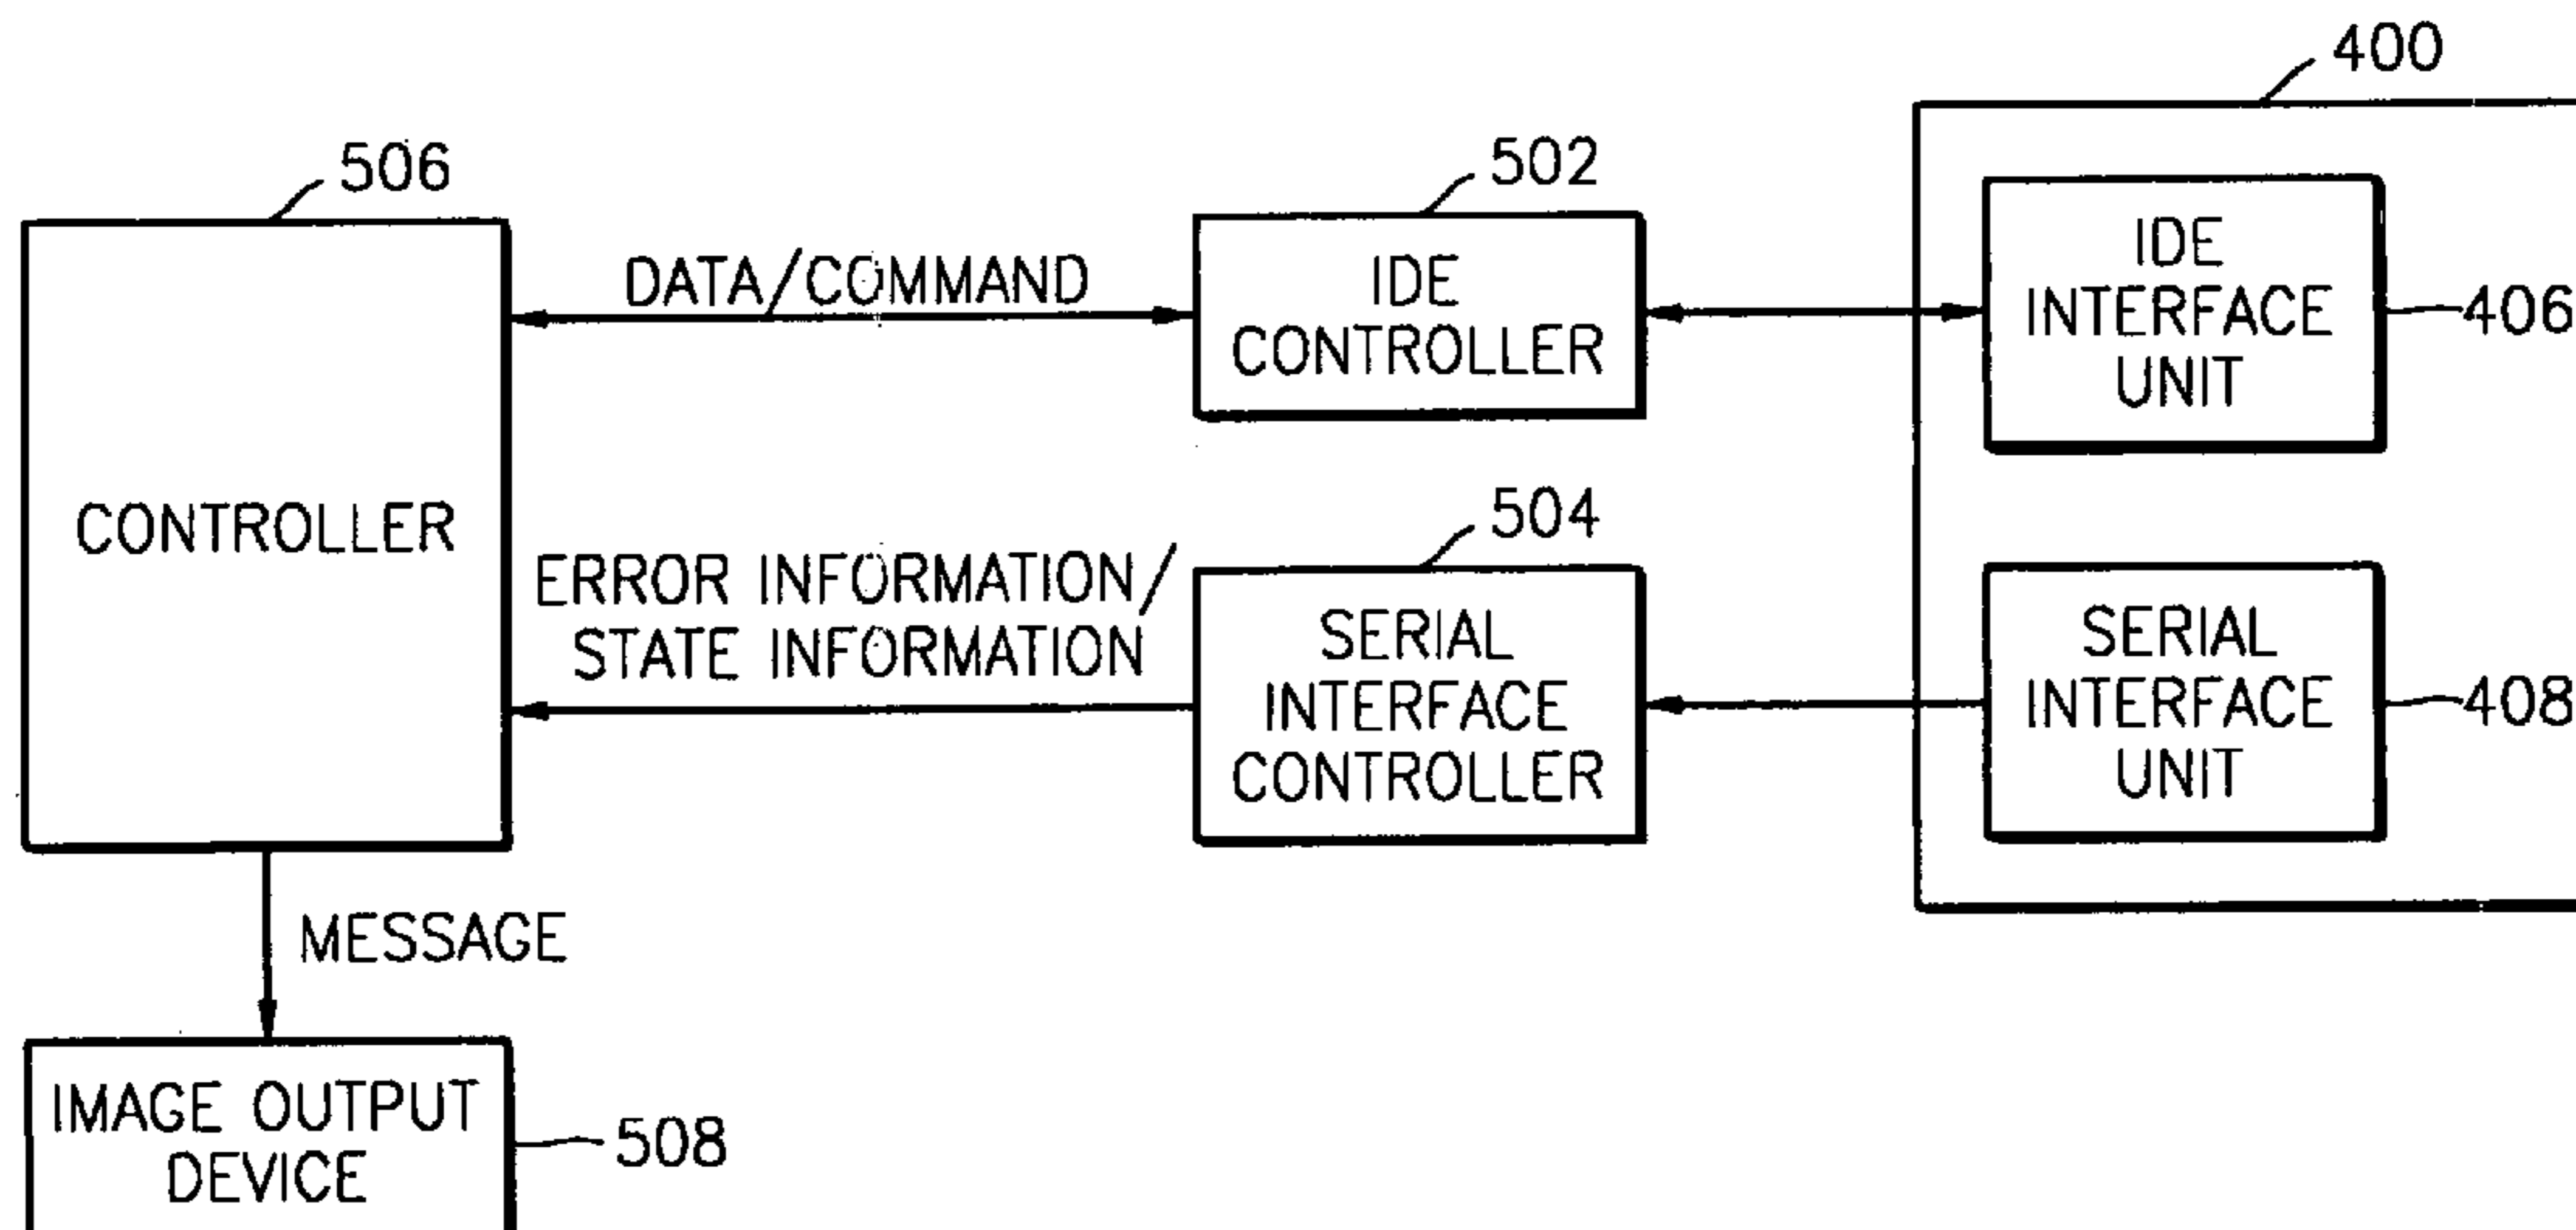 400
506
502
DATA/COMMAND
IDE
CONTROLLER
IDE
INTERFACE
UNIT
406
CONTROLLER
504
ERROR INFORMATION/
STATE INFORMATION
SERIAL
INTERFACE
CONTROLLER
SERIAL
INTERFACE
UNIT
408
MESSAGE
IMAGE OUTPUT
DEVICE
508